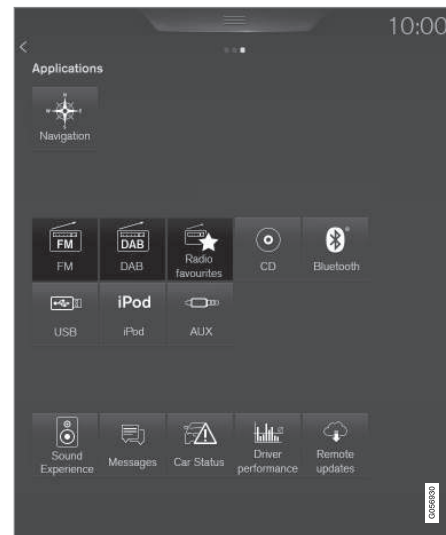 10:00
Applications
Navigation
FM DAB
FM DAB Radio favourites CD Bluetooth
iPod
USB iPod AUX
Sound Experience Messages Car Status Driver performance Remote updates
G056930